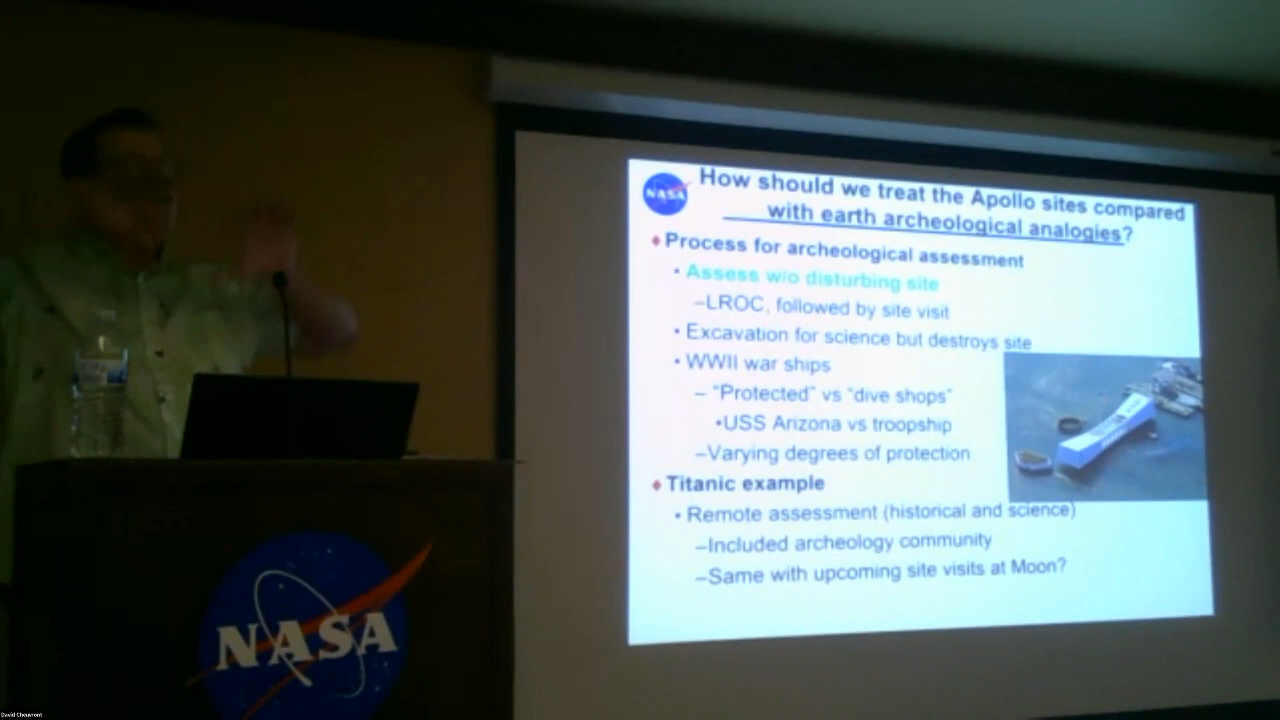 NASA
How should we treat the Apollo sites compared
with earth archeological analogies?
♦ Process for archeological assessment
• Assess w/o disturbing site
–LROC, followed by site visit
• Excavation for science but destroys site
• WWII war ships
– "Protected" vs "dive shops"
•USS Arizona vs troopship
–Varying degrees of protection
♦ Titanic example
• Remote assessment (historical and science)
–Included archeology community
–Same with upcoming site visits at Moon?
NASA
David Cheuvront